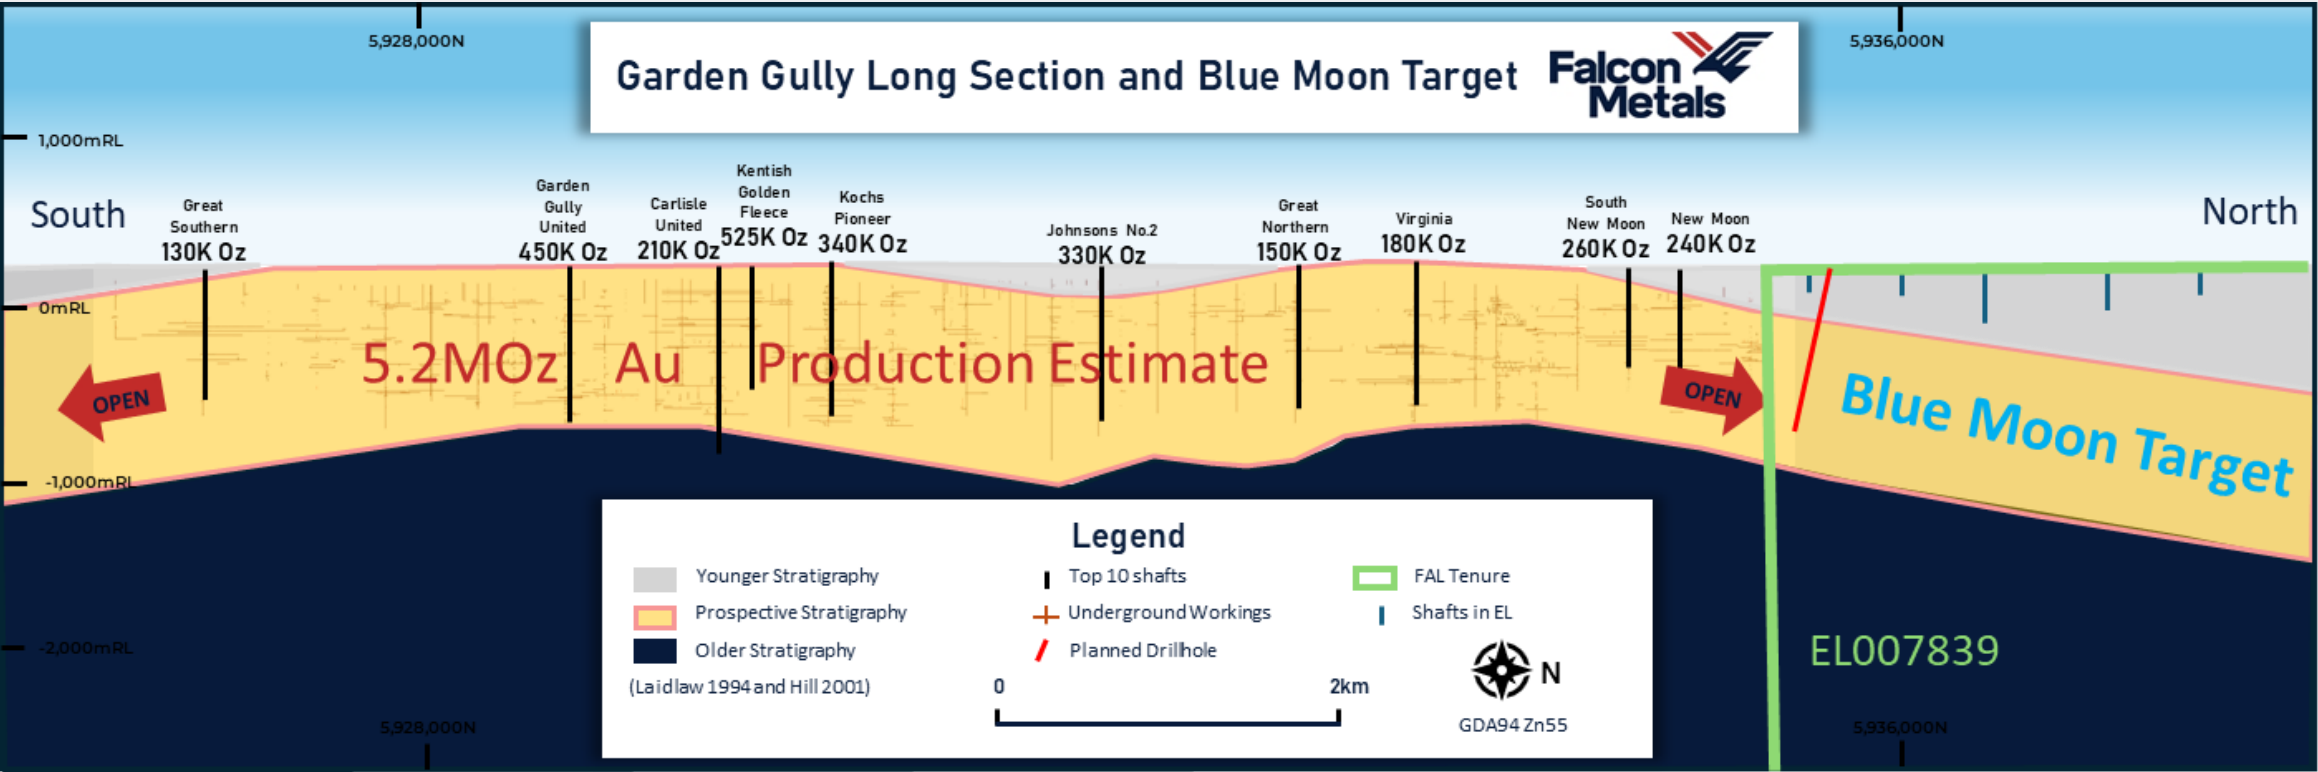 5,928,000N
5,936,000N
Garden Gully Long Section and Blue Moon Target
Falcon
Metals
1,000mRL
South
North
Great
Southern
130K Oz
Garden
Gully
United
450K Oz
Carlisle
United
210K Oz
Kentish
Golden
Fleece
525K Oz
Kochs
Pioneer
340K Oz
Johnsons No.2
330K Oz
Great
Northern
150K Oz
Virginia
180K Oz
South
New Moon
260K Oz
New Moon
240K Oz
0mRL
5.2MOz Au Production Estimate
OPEN
OPEN
Blue Moon Target
-1,000mRL
-2,000mRL
Legend
Younger Stratigraphy
Prospective Stratigraphy
Older Stratigraphy
(Laidlaw 1994 and Hill 2001)
Top 10 shafts
Underground Workings
Planned Drillhole
0 2km
FAL Tenure
Shafts in EL
N
GDA94 Zn55
EL007839
5,928,000N
5,936,000N